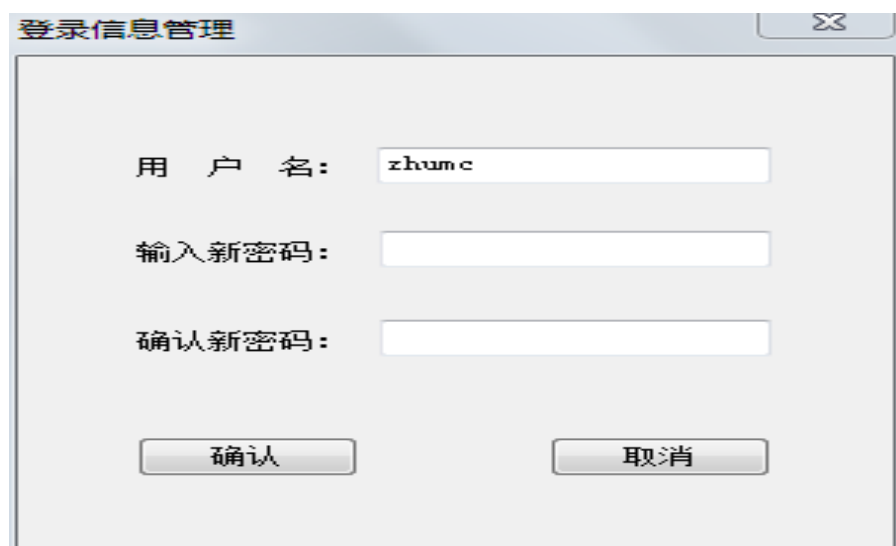 登录信息管理
用 户 名： zhumc
输入新密码：
确认新密码：
确认 取消